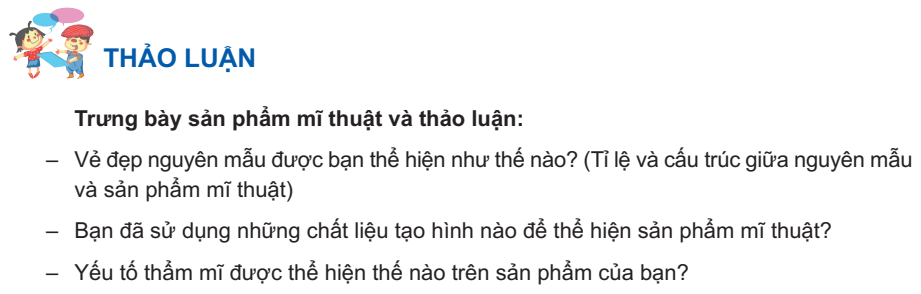 THẢO LUẬN
Trưng bày sản phẩm mĩ thuật và thảo luận:
– Vẻ đẹp nguyên mẫu được bạn thể hiện như thế nào? (Tỉ lệ và cấu trúc giữa nguyên mẫu
và sản phẩm mĩ thuật)
– Bạn đã sử dụng những chất liệu tạo hình nào để thể hiện sản phẩm mĩ thuật?
– Yếu tố thẩm mĩ được thể hiện thế nào trên sản phẩm của bạn?